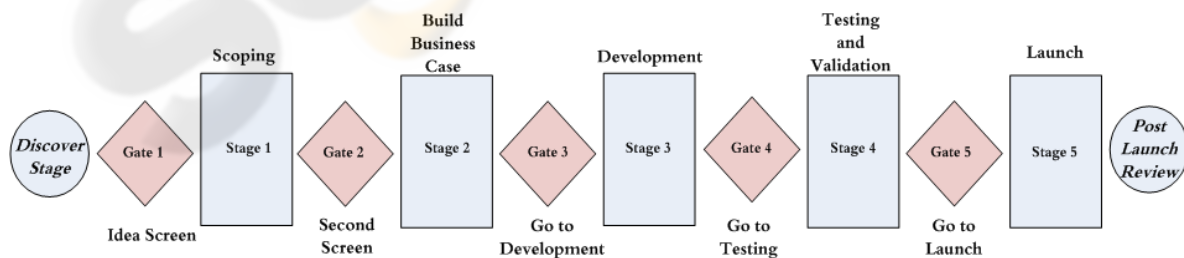 Discover
Stage
Gate 1
Idea Screen
Scoping
Stage 1
Gate 2
Second
Screen
Build
Business
Case
Stage 2
Gate 3
Go to
Development
Development
Stage 3
Gate 4
Go to
Testing
Testing
and
Validation
Stage 4
Gate 5
Go to
Launch
Launch
Stage 5
Post
Launch
Review